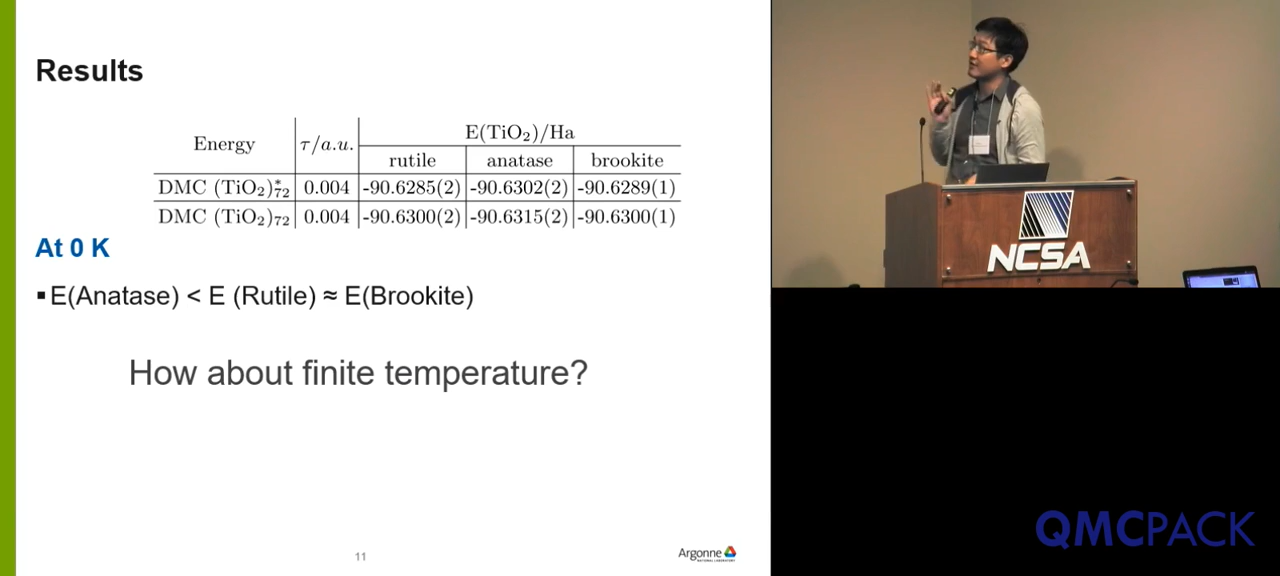 Results
Energy τ/a.u. E(TiO₂)/Ha
rutile anatase brookite
DMC (TiO₂)*₇₂ 0.004 -90.6285(2) -90.6302(2) -90.6289(1)
DMC (TiO₂)₇₂ 0.004 -90.6300(2) -90.6315(2) -90.6300(1)
At 0 K
▪ E(Anatase) < E (Rutile) ≈ E(Brookite)
How about finite temperature?
11
Argonne
NATIONAL LABORATORY
NCSA
QMCPACK